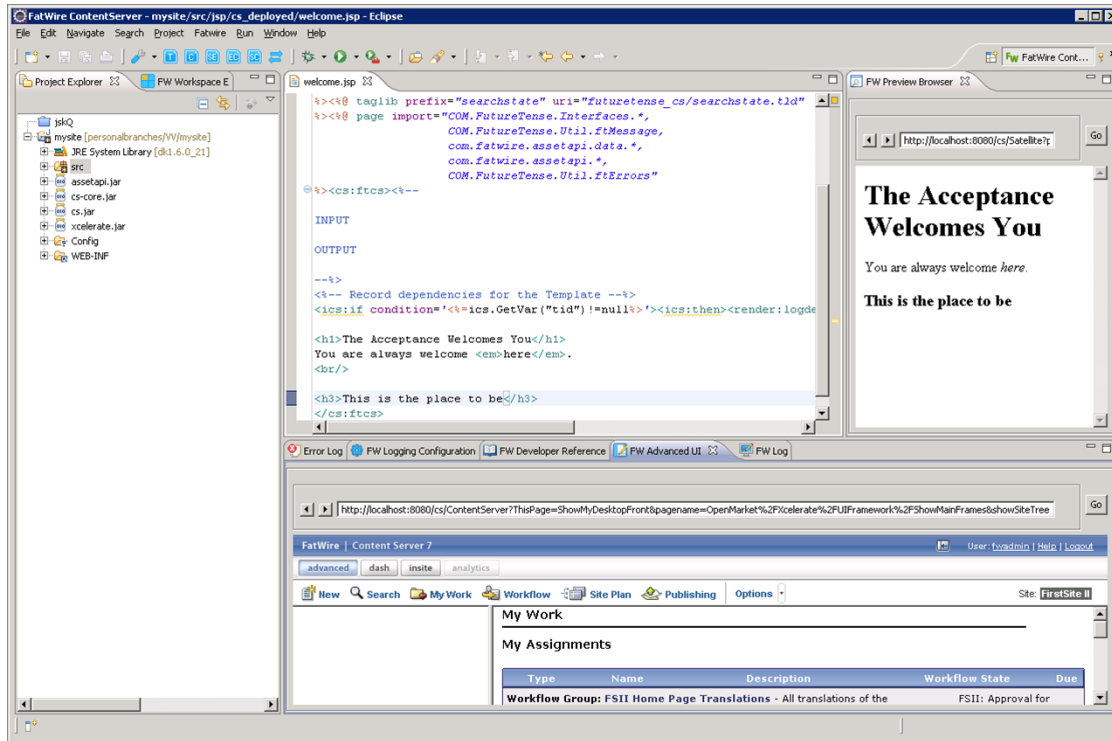 FatWire ContentServer - mysite/src/jsp/cs_deployed/welcome.jsp - Eclipse
File Edit Navigate Search Project Fatwire Run Window Help
FW FatWire Cont...
Project Explorer FW Workspace E
welcome.jsp
FW Preview Browser
jskQ
mysite [personalbranches/VV/mysite]
JRE System Library [dk1.6.0_21]
src
assetapi.jar
cs-core.jar
cs.jar
xcelerate.jar
Config
WEB-INF
%><%@ taglib prefix="searchstate" uri="futuretense_cs/searchstate.tld"
%><%@ page import="COM.FutureTense.Interfaces.*,
COM.FutureTense.Util.ftMessage,
com.fatwire.assetapi.data.*,
com.fatwire.assetapi.*,
COM.FutureTense.Util.ftErrors"
%><cs:ftcs><%--
INPUT
OUTPUT
--%>
<%-- Record dependencies for the Template --%>
<ics:if condition='<%=ics.GetVar("tid")!=null%>'><ics:then><render:logde
<h1>The Acceptance Welcomes You</h1>
You are always welcome <em>here</em>.
<br/>
<h3>This is the place to be</h3>
</cs:ftcs>
http://localhost:8080/cs/Satellite?p Go
The Acceptance
Welcomes You
You are always welcome here.
This is the place to be
Error Log FW Logging Configuration FW Developer Reference FW Advanced UI FW Log
http://localhost:8080/cs/ContentServer?ThisPage=ShowMyDesktopFront&pagename=OpenMarket%2FXcelerate%2FUIFramework%2FShowMainFrames&showSiteTree Go
FatWire | Content Server 7 User: fwadmin | Help | Logout
advanced dash insite analytics
New Search My Work Workflow Site Plan Publishing Options Site: FirstSite II
My Work
My Assignments
Type Name Description Workflow State Due
Workflow Group: FSII Home Page Translations - All translations of the FSII: Approval for